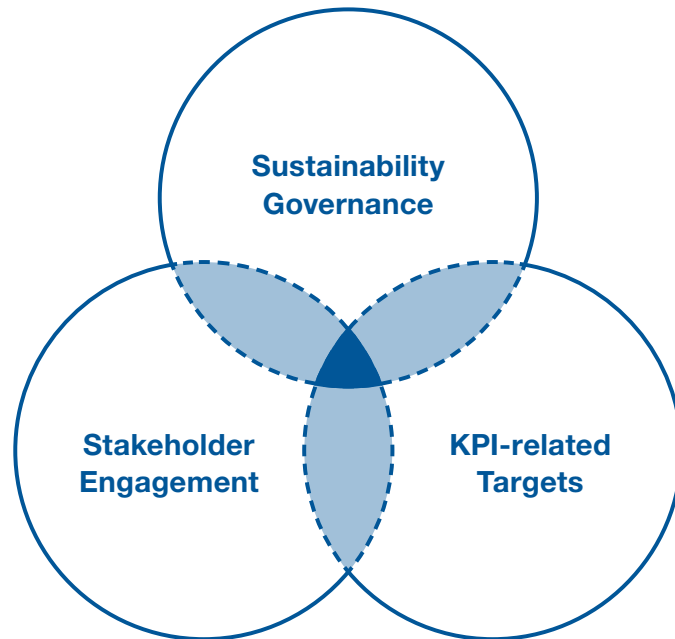 Sustainability
Governance
Stakeholder
Engagement
KPI-related
Targets